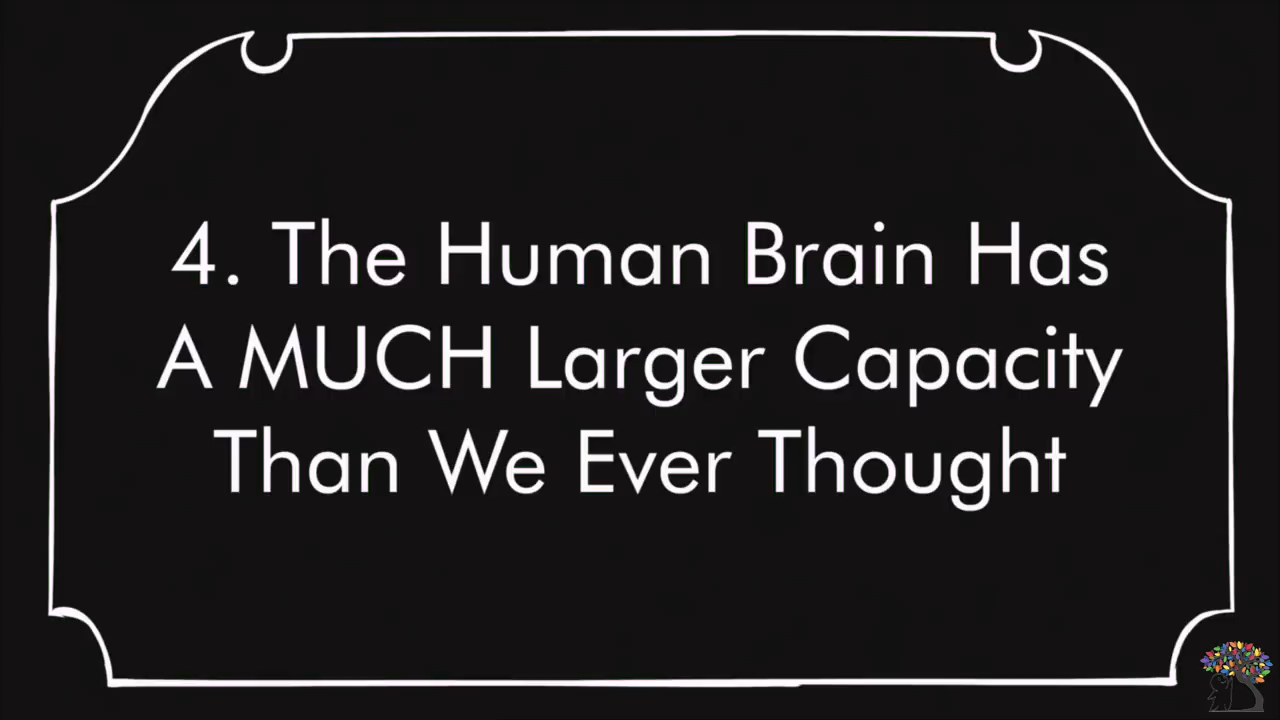 4. The Human Brain Has
A MUCH Larger Capacity
Than We Ever Thought